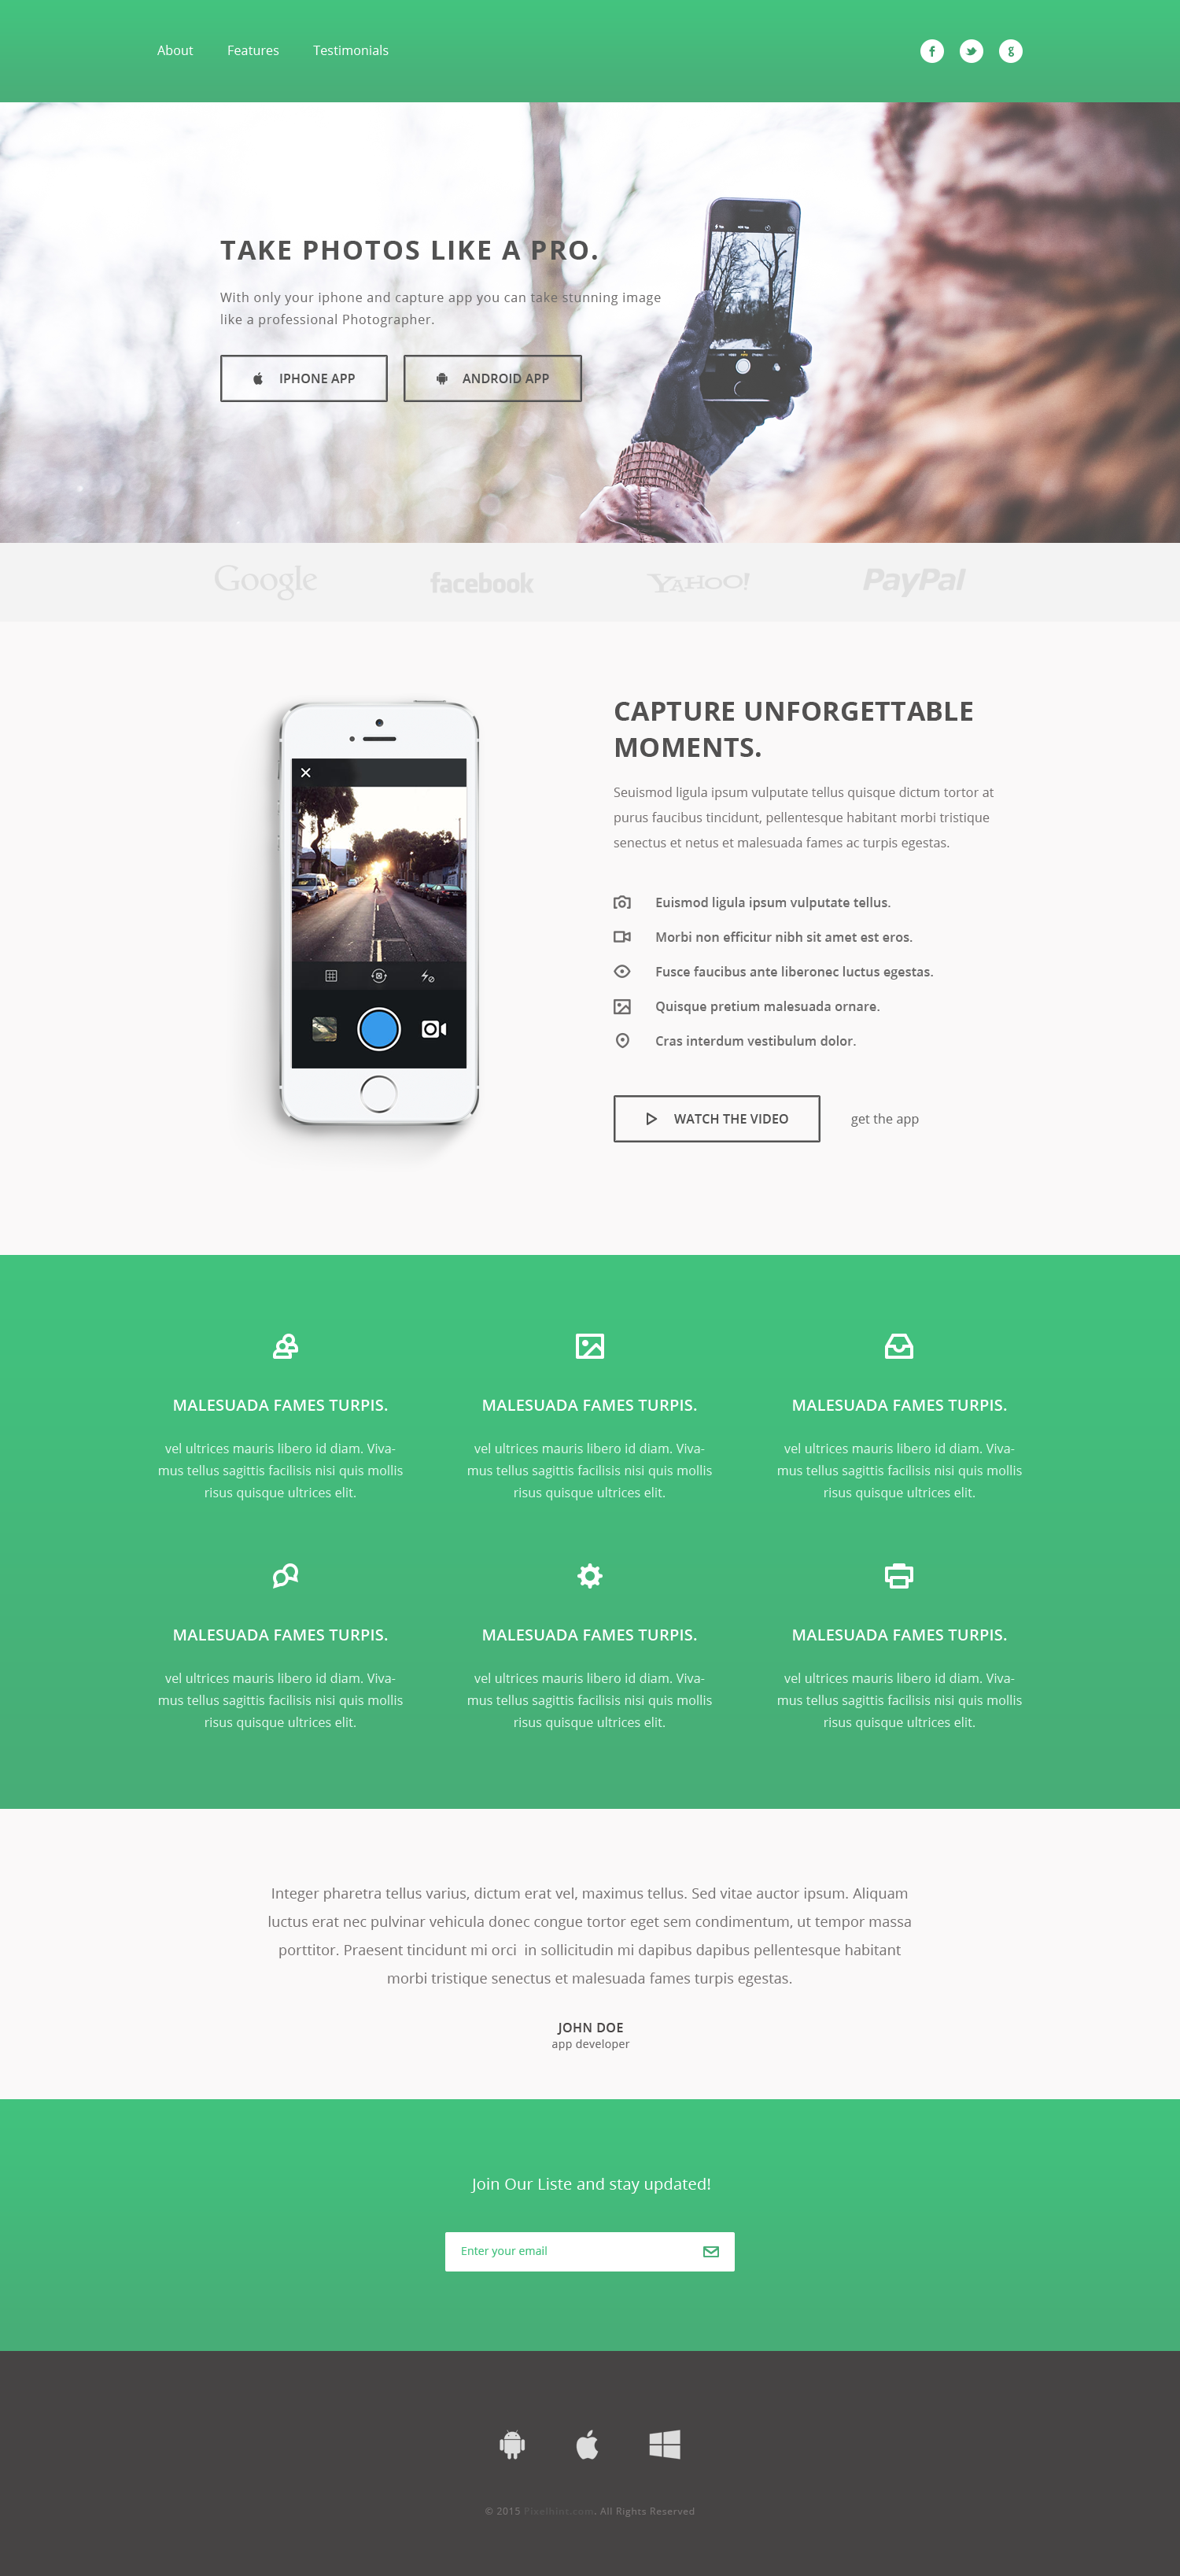 About Features Testimonials
TAKE PHOTOS LIKE A PRO.
With only your iphone and capture app you can take stunning image
like a professional Photographer.
IPHONE APP ANDROID APP
Google facebook YAHOO! PayPal
CAPTURE UNFORGETTABLE
MOMENTS.
Seuismod ligula ipsum vulputate tellus quisque dictum tortor at
purus faucibus tincidunt, pellentesque habitant morbi tristique
senectus et netus et malesuada fames ac turpis egestas.
Euismod ligula ipsum vulputate tellus.
Morbi non efficitur nibh sit amet est eros.
Fusce faucibus ante liberonec luctus egestas.
Quisque pretium malesuada ornare.
Cras interdum vestibulum dolor.
WATCH THE VIDEO get the app
MALESUADA FAMES TURPIS.
vel ultrices mauris libero id diam. Viva-
mus tellus sagittis facilisis nisi quis mollis
risus quisque ultrices elit.
MALESUADA FAMES TURPIS.
vel ultrices mauris libero id diam. Viva-
mus tellus sagittis facilisis nisi quis mollis
risus quisque ultrices elit.
MALESUADA FAMES TURPIS.
vel ultrices mauris libero id diam. Viva-
mus tellus sagittis facilisis nisi quis mollis
risus quisque ultrices elit.
MALESUADA FAMES TURPIS.
vel ultrices mauris libero id diam. Viva-
mus tellus sagittis facilisis nisi quis mollis
risus quisque ultrices elit.
MALESUADA FAMES TURPIS.
vel ultrices mauris libero id diam. Viva-
mus tellus sagittis facilisis nisi quis mollis
risus quisque ultrices elit.
MALESUADA FAMES TURPIS.
vel ultrices mauris libero id diam. Viva-
mus tellus sagittis facilisis nisi quis mollis
risus quisque ultrices elit.
Integer pharetra tellus varius, dictum erat vel, maximus tellus. Sed vitae auctor ipsum. Aliquam
luctus erat nec pulvinar vehicula donec congue tortor eget sem condimentum, ut tempor massa
porttitor. Praesent tincidunt mi orci in sollicitudin mi dapibus dapibus pellentesque habitant
morbi tristique senectus et malesuada fames turpis egestas.
JOHN DOE
app developer
Join Our Liste and stay updated!
Enter your email
© 2015 Pixelhint.com. All Rights Reserved